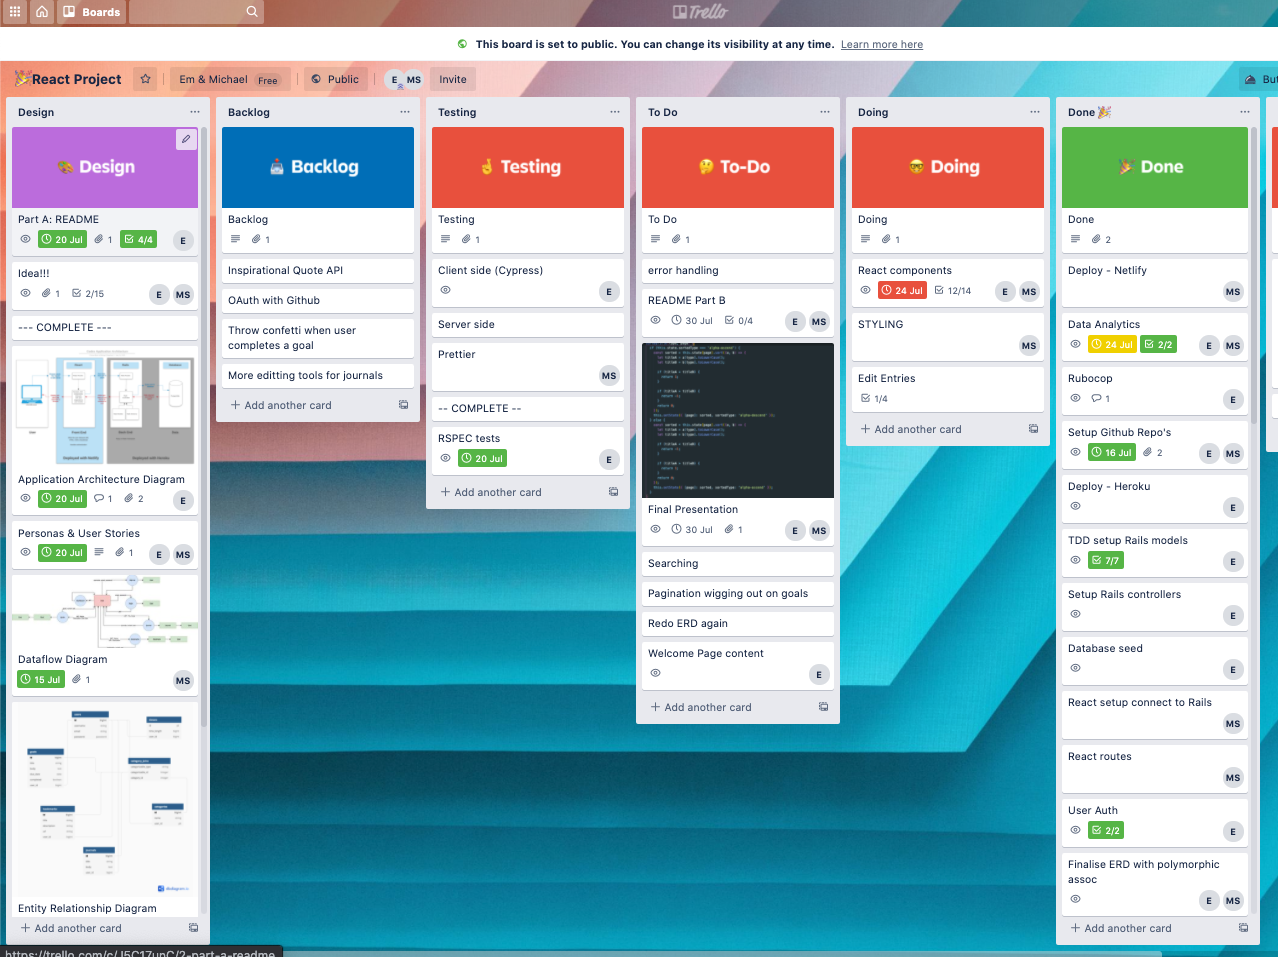 Boards
Trello
This board is set to public. You can change its visibility at any time. Learn more here
🎉React Project
Em & Michael Free
Public
E MS
Invite
But
Design
🎨 Design
Part A: README
20 Jul 1 4/4 E
Idea!!!
1 2/15 E MS
--- COMPLETE ---
Application Architecture Diagram
20 Jul 1 2 E
Personas & User Stories
20 Jul 1 E MS
Dataflow Diagram
15 Jul 1 MS
Entity Relationship Diagram
+ Add another card
Backlog
Backlog
Backlog
1
Inspirational Quote API
OAuth with Github
Throw confetti when user
completes a goal
More editting tools for journals
+ Add another card
Testing
🤞 Testing
Testing
1
Client side (Cypress)
E
Server side
Prettier
MS
-- COMPLETE --
RSPEC tests
20 Jul E
+ Add another card
To Do
🤔 To-Do
To Do
1
error handling
README Part B
30 Jul 0/4 E MS
Final Presentation
30 Jul 1 E MS
Searching
Pagination wigging out on goals
Redo ERD again
Welcome Page content
E
+ Add another card
Doing
🤓 Doing
Doing
1
React components
24 Jul 12/14 E MS
STYLING
MS
Edit Entries
1/4
+ Add another card
Done 🎉
🎉 Done
Done
2
Deploy - Netlify
MS
Data Analytics
24 Jul 2/2 E MS
Rubocop
1 E
Setup Github Repo's
16 Jul 2 E MS
Deploy - Heroku
E
TDD setup Rails models
7/7 E
Setup Rails controllers
E
Database seed
E
React setup connect to Rails
MS
React routes
MS
User Auth
2/2 E
Finalise ERD with polymorphic
assoc
E MS
+ Add another card